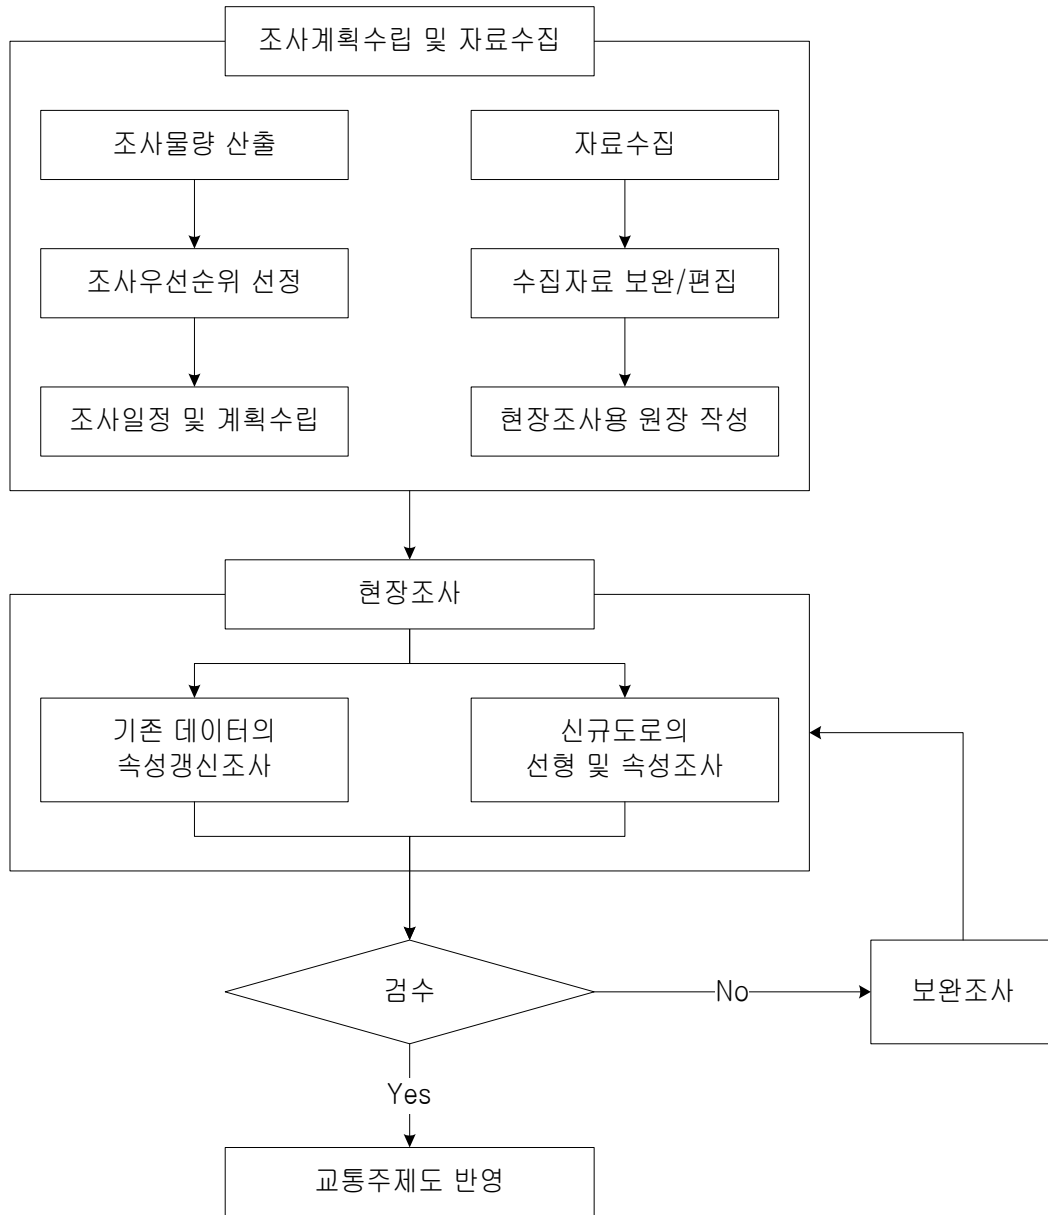 조사계획수립 및 자료수집
조사물량 산출
자료수집
조사우선순위 선정
수집자료 보완/편집
조사일정 및 계획수립
현장조사용 원장 작성
현장조사
기존 데이터의
속성갱신조사
신규도로의
선형 및 속성조사
검수
No
보완조사
Yes
교통주제도 반영